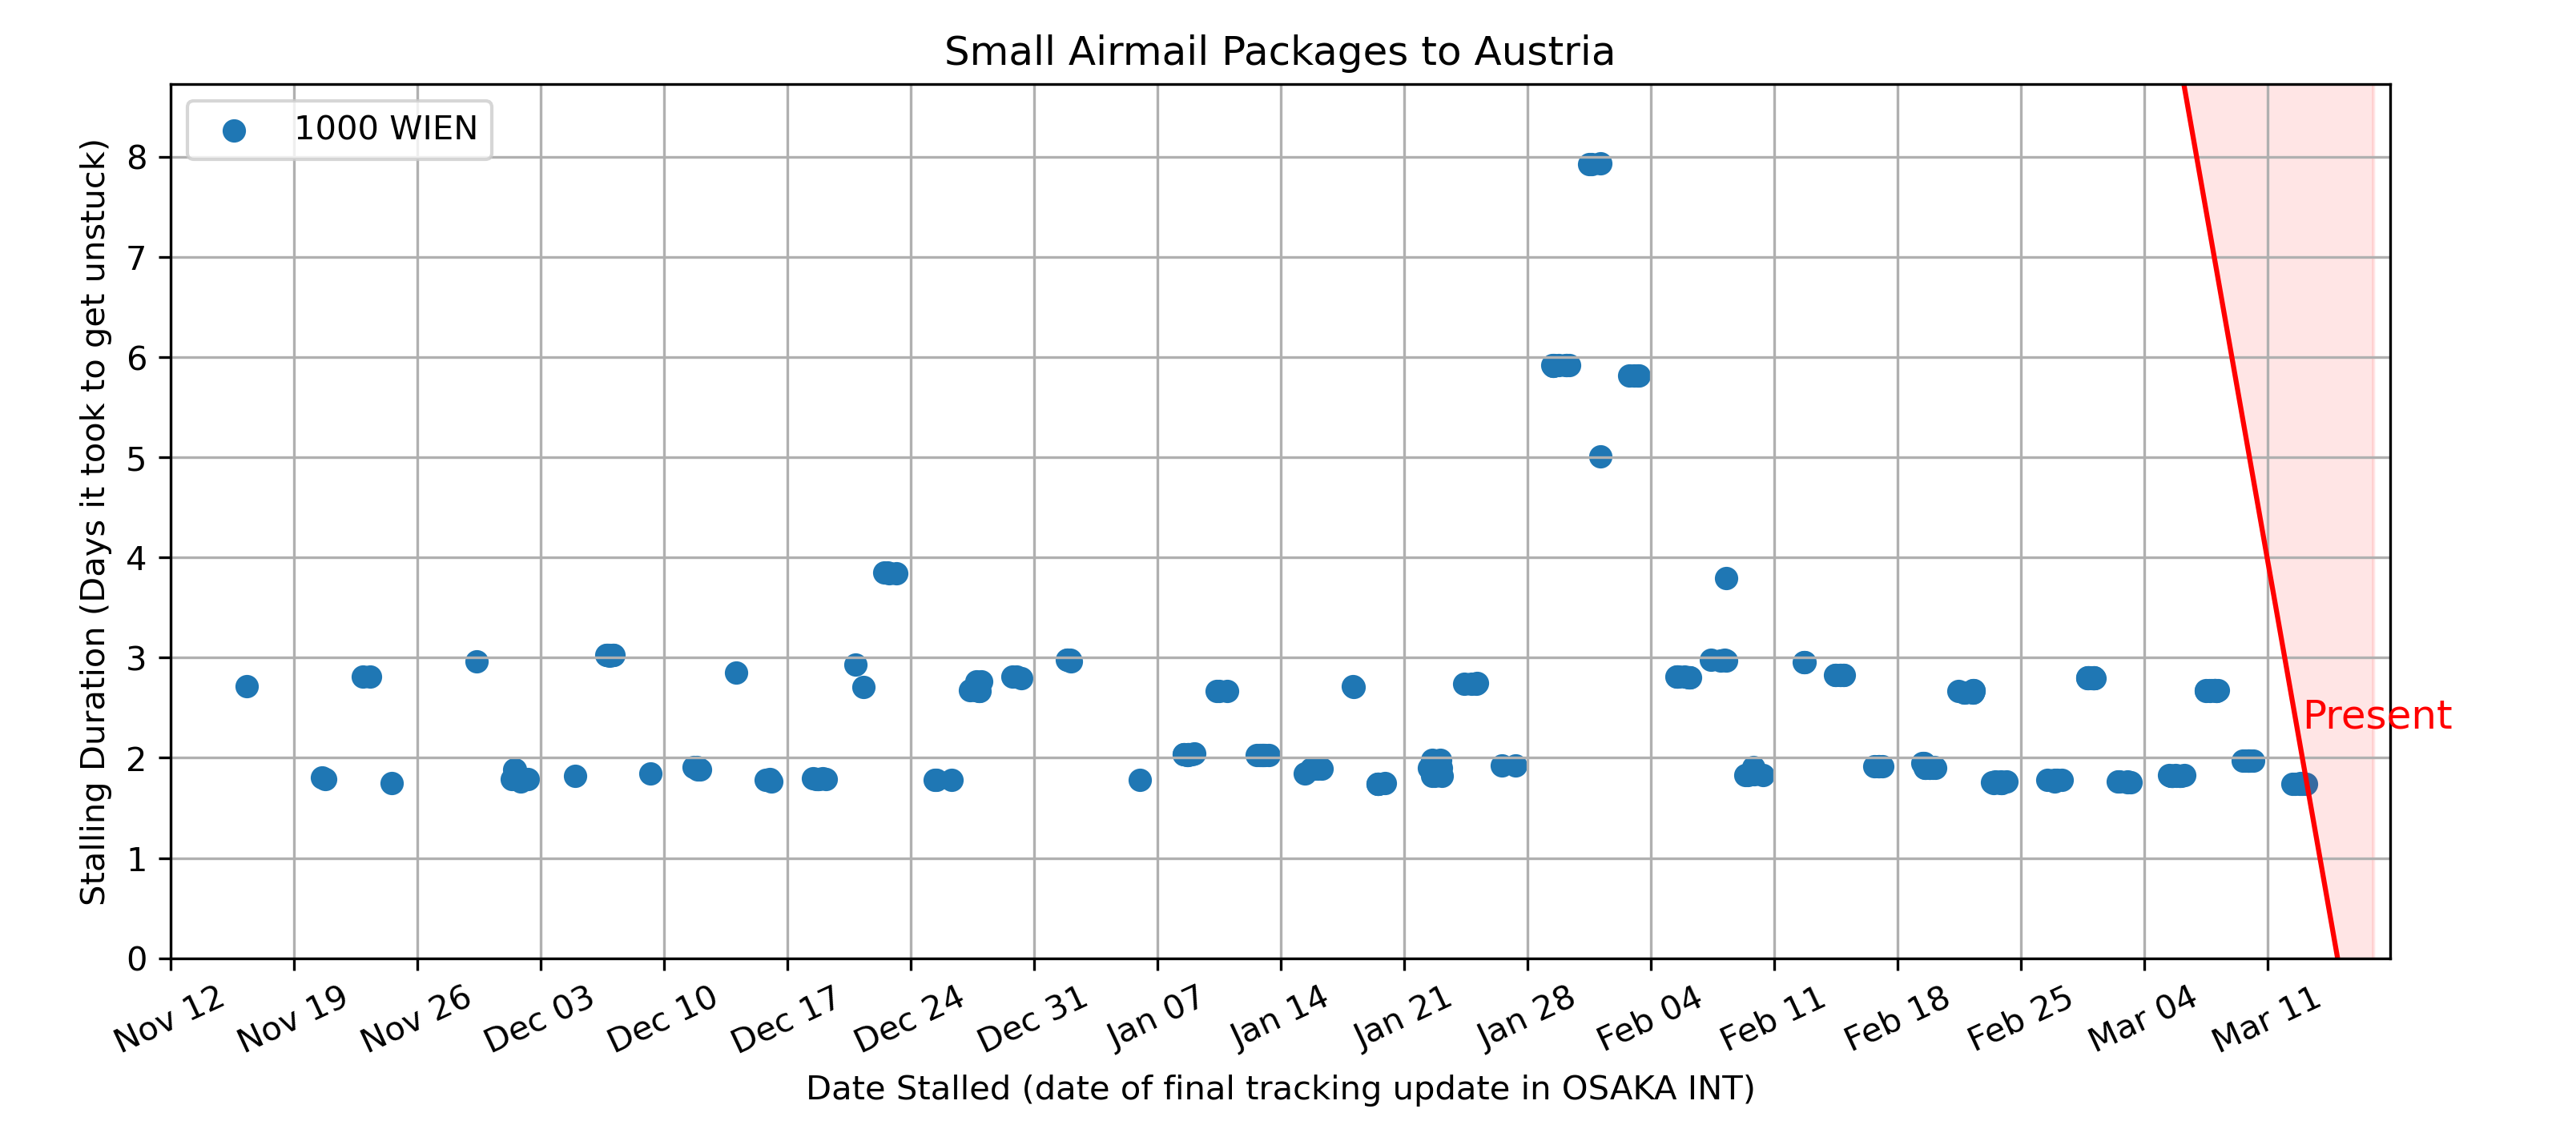 Small Airmail Packages to Austria
1000 WIEN
Stalling Duration (Days it took to get unstuck)
8
7
6
5
4
3
2
1
0
Present
Nov 12
Nov 19
Nov 26
Dec 03
Dec 10
Dec 17
Dec 24
Dec 31
Jan 07
Jan 14
Jan 21
Jan 28
Feb 04
Feb 11
Feb 18
Feb 25
Mar 04
Mar 11
Date Stalled (date of final tracking update in OSAKA INT)